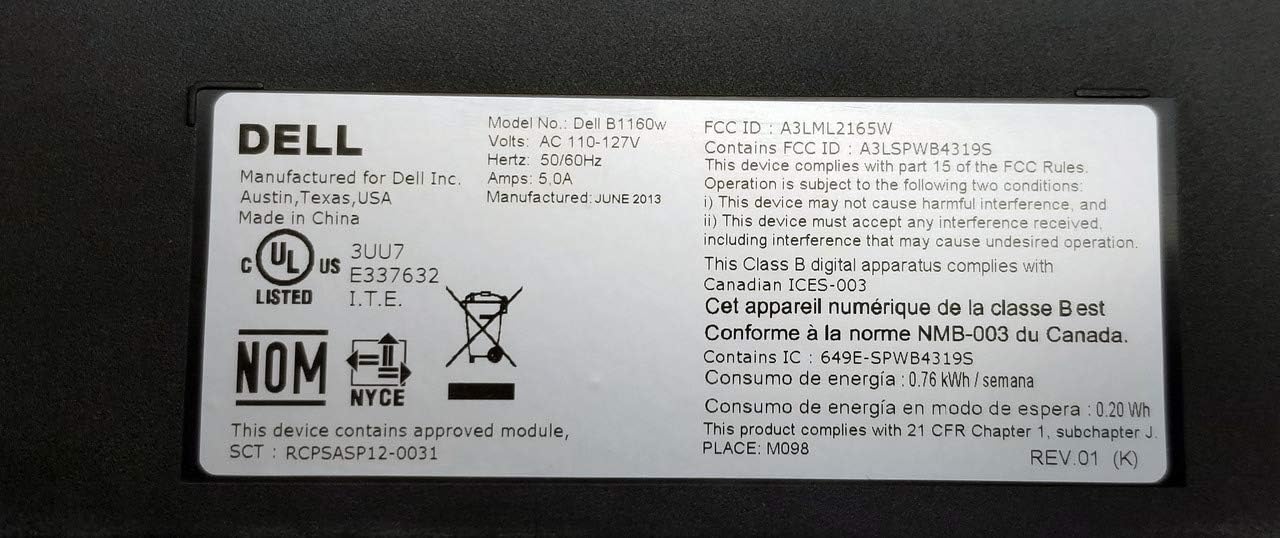 DELL
Manufactured for Dell Inc.
Austin,Texas,USA
Made in China
C UL US
LISTED
3UU7
E337632
I.T.E.
NOM
NYCE
This device contains approved module,
SCT : RCPSASP12-0031
Model No.: Dell B1160w
Volts: AC 110-127V
Hertz: 50/60Hz
Amps: 5.0A
Manufactured: JUNE 2013
FCC ID : A3LML2165W
Contains FCC ID : A3LSPWB4319S
This device complies with part 15 of the FCC Rules.
Operation is subject to the following two conditions:
i) This device may not cause harmful interference, and
ii) This device must accept any interference received,
including interference that may cause undesired operation.
This Class B digital apparatus complies with
Canadian ICES-003
Cet appareil numérique de la classe B est
Conforme à la norme NMB-003 du Canada.
Contains IC : 649E-SPWB4319S
Consumo de energía : 0.76 kWh / semana
Consumo de energía en modo de espera : 0.20 Wh
This product complies with 21 CFR Chapter 1, subchapter J.
PLACE: M098
REV.01 (K)